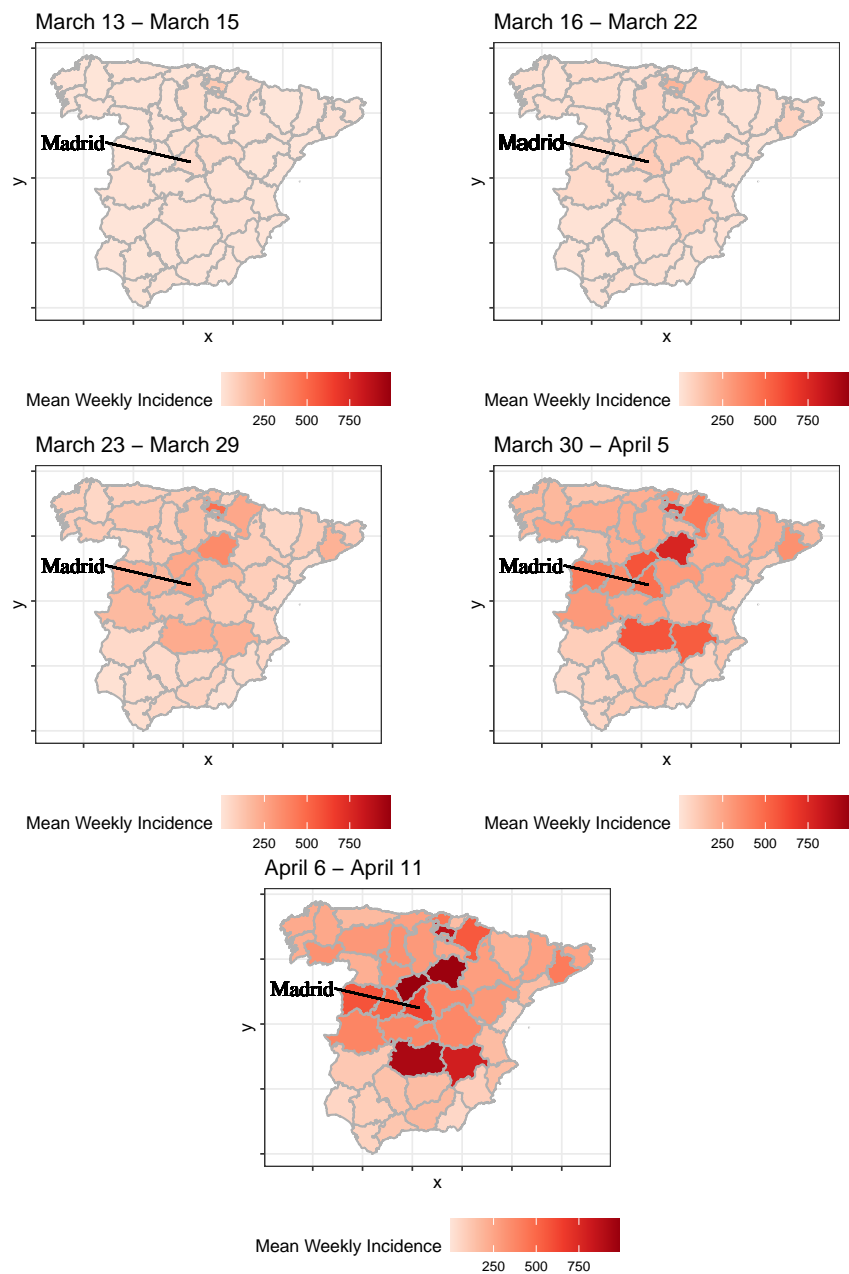 March 13 − March 15
Madrid
y
x
Mean Weekly Incidence
250 500 750
March 16 − March 22
Madrid
y
x
Mean Weekly Incidence
250 500 750
March 23 − March 29
Madrid
y
x
Mean Weekly Incidence
250 500 750
March 30 − April 5
Madrid
y
x
Mean Weekly Incidence
250 500 750
April 6 − April 11
Madrid
y
x
Mean Weekly Incidence
250 500 750